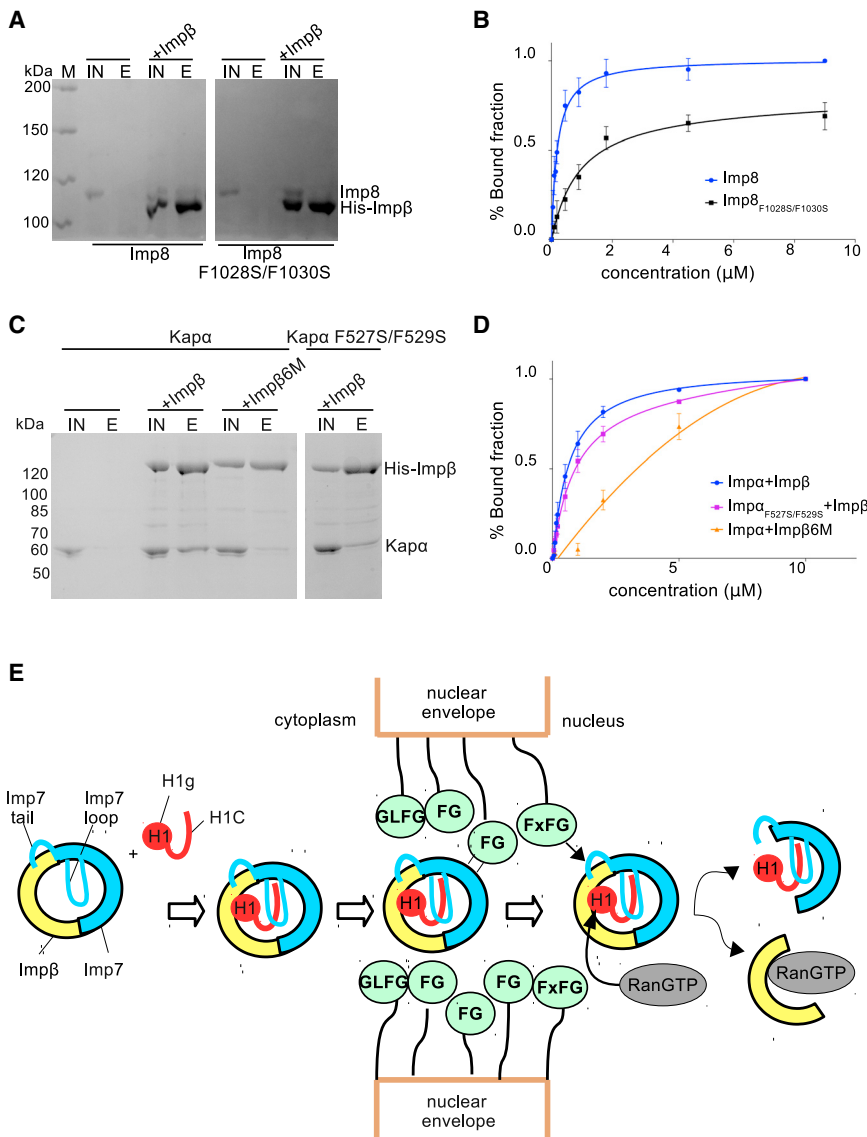 A
+Impβ
+Impβ
kDa M IN E IN E IN E IN E
200
150
120
100
Imp8
His-Impβ
Imp8
Imp8
F1028S/F1030S
B
% Bound fraction
1.0
0.5
0.0
Imp8
Imp8F1028S/F1030S
0 2 4 6 8 10
concentration (µM)
C
Kapα
Kapα F527S/F529S
+Impβ
+Impβ6M
+Impβ
kDa
IN E IN E IN E IN E
120
100
85
70
60
50
His-Impβ
Kapα
D
% Bound fraction
1.0
0.5
0.0
Impα+Impβ
ImpαF527S/F529S+Impβ
Impα+Impβ6M
0 5 10
concentration (µM)
E
nuclear
envelope
cytoplasm
nucleus
Imp7
tail
Imp7
loop
H1g
H1C
H1
+
Impβ
Imp7
H1
GLFG
FG
FG
FxFG
H1
H1
GLFG
FG
FG
FG
FxFG
RanGTP
H1
RanGTP
nuclear
envelope